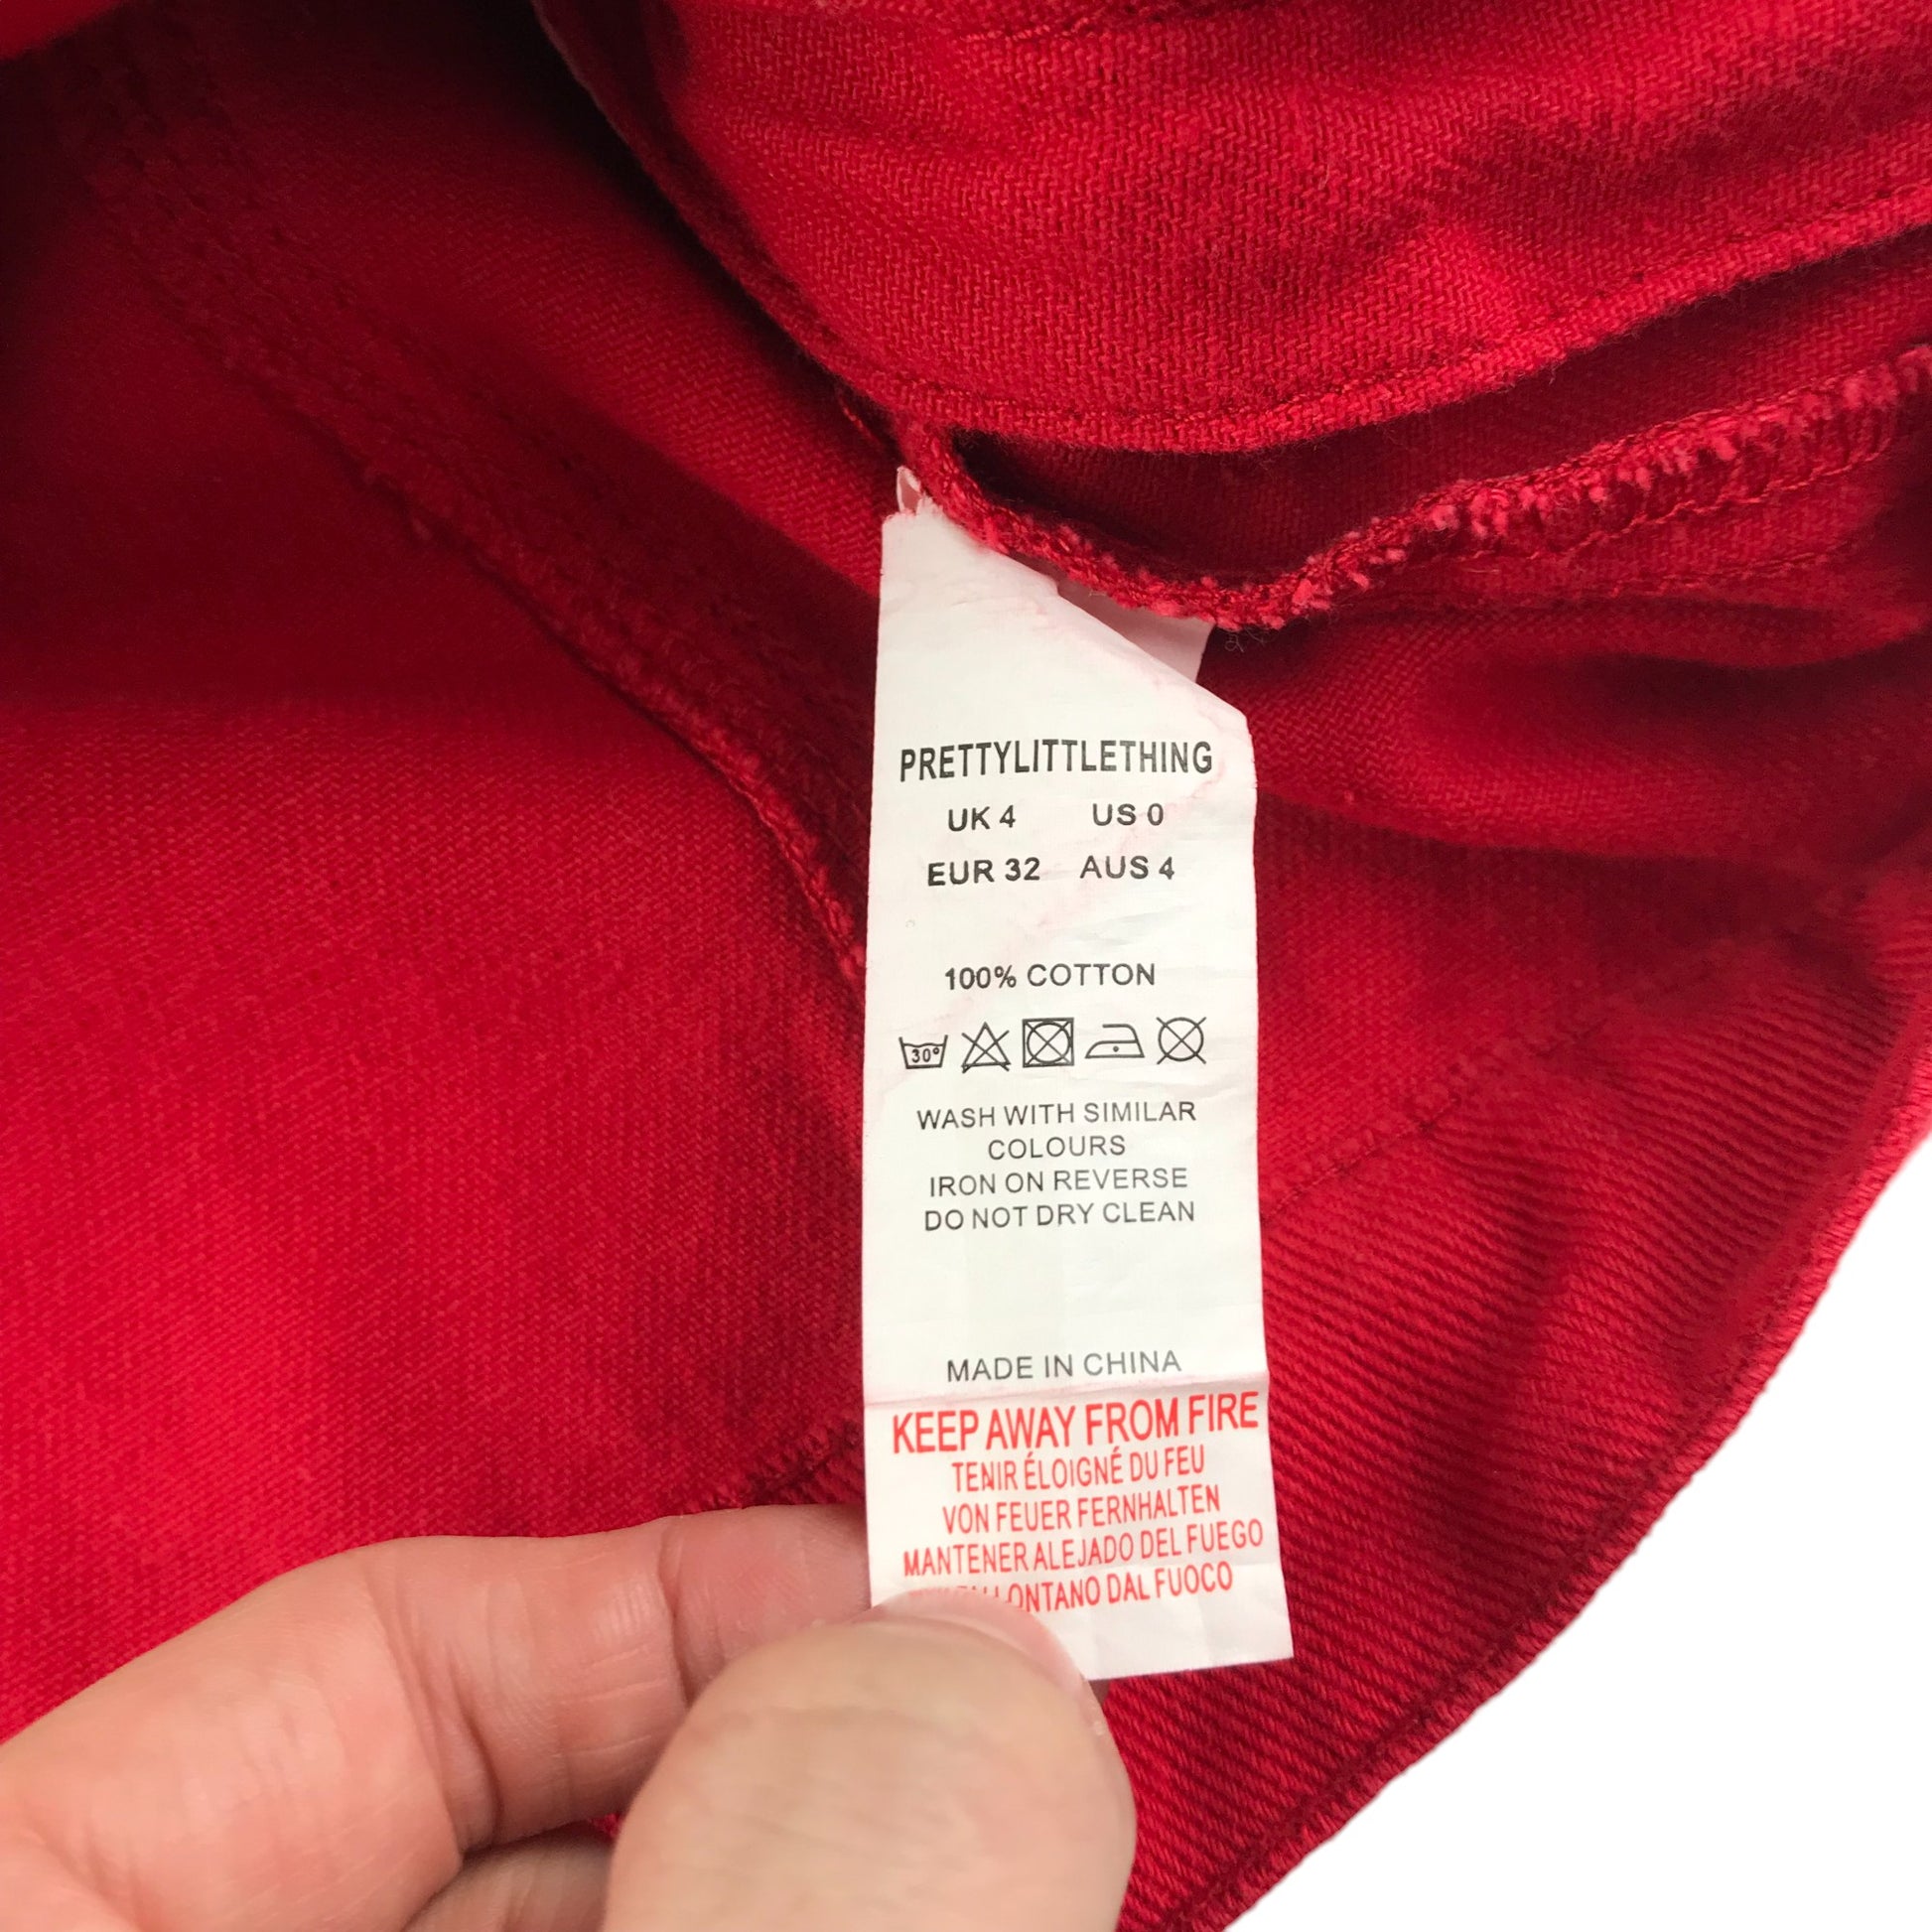 PRETTYLITTLETHING
UK 4 US 0
EUR 32 AUS 4
100% COTTON
30°
WASH WITH SIMILAR
COLOURS
IRON ON REVERSE
DO NOT DRY CLEAN
MADE IN CHINA
KEEP AWAY FROM FIRE
TENIR ÉLOIGNÉ DU FEU
VON FEUER FERNHALTEN
MANTENER ALEJADO DEL FUEGO
DAL FUOCO